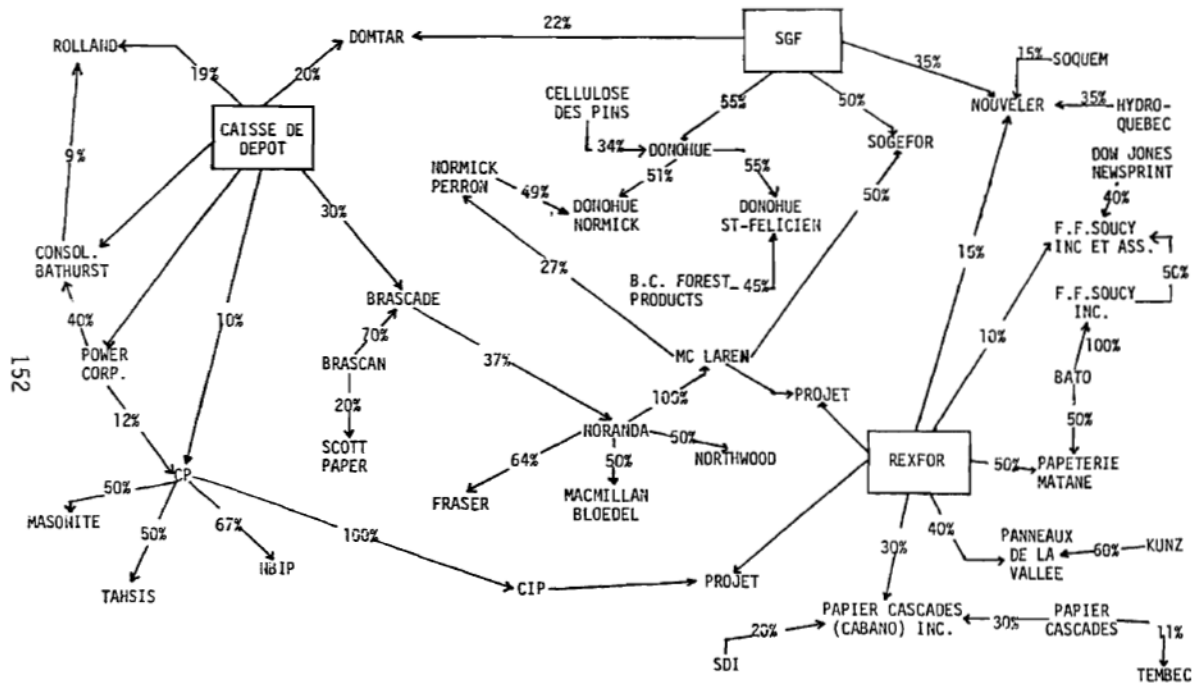 22%
SGF
DOMTAR
ROLLAND
19%
20%
35%
15%
SOQUEM
CELLULOSE
DES PINS
55%
50%
NOUVELER
35%
HYDRO-
QUEBEC
CAISSE DE
DEPOT
34%
DONOHUE
SOGEFOR
9%
NORMICK
PERRON
49%
51%
55%
DOW JONES
NEWSPRINT
40%
30%
DONOHUE
NORMICK
DONOHUE
ST-FELICIEN
50%
F.F.SOUCY
INC ET ASS.
CONSOL.
BATHURST
27%
B.C. FOREST
PRODUCTS
45%
15%
50%
BRASCADE
F.F.SOUCY
INC.
40%
10%
70%
10%
100%
POWER
CORP.
BRASCAN
37%
MC LAREN
BATO
152
12%
20%
100%
PROJET
50%
SCOTT
PAPER
NORANDA
50%
NORTHWOOD
REXFOR
50%
PAPETERIE
MATANE
CP
64%
50%
50%
FRASER
MACMILLAN
BLOEDEL
MASONITE
50%
67%
100%
30%
40%
PANNEAUX
DE LA
VALLEE
60%
KUNZ
NBIP
TAHSIS
CIP
PROJET
PAPIER CASCADES
(CABANO) INC.
30%
PAPIER
CASCADES
11%
20%
SDI
TEMBEC